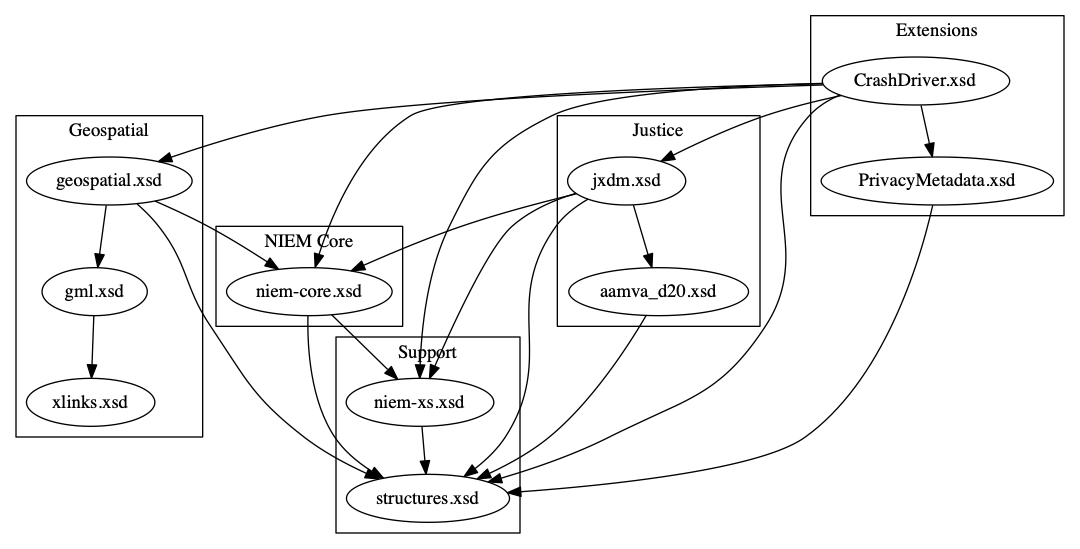 Extensions
CrashDriver.xsd
PrivacyMetadata.xsd
Geospatial
geospatial.xsd
gml.xsd
xlinks.xsd
Justice
jxdm.xsd
aamva_d20.xsd
NIEM Core
niem-core.xsd
Support
niem-xs.xsd
structures.xsd